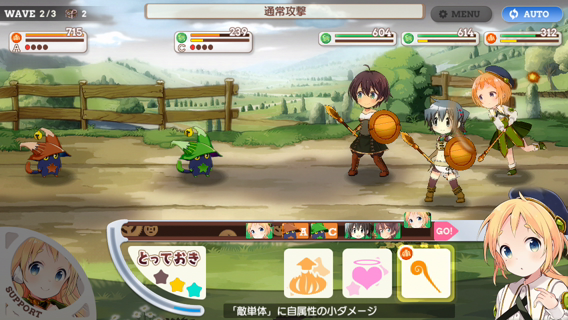 WAVE 2/3 2
通常攻撃
MENU
AUTO
715
A
239
C
604
614
312
A C GO!
とっておき
SUPPORT
「敵単体」に自属性の小ダメージ